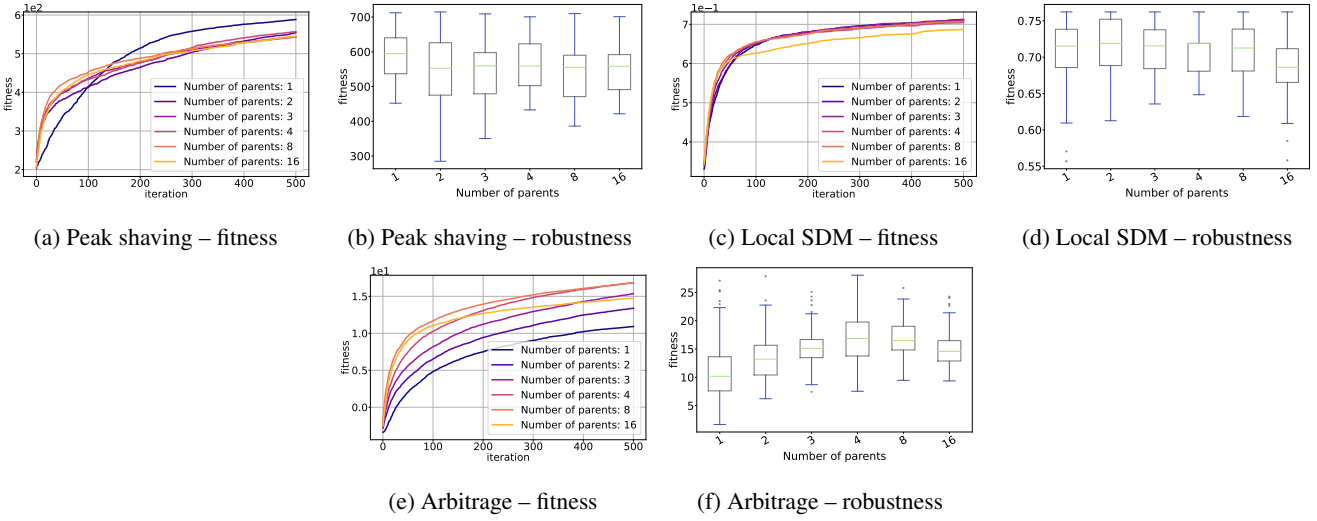 6e2
6
5
4
2
0
100
200
300
400
500
fitness
iteration
Number of parents: 1
Number of parents: 2
Number of parents: 3
Number of parents: 4
Number of parents: 8
Number of parents: 16
700
600
500
400
300
fitness
1
2
3
4
8
16
Number of parents
1e−1
7
6
4
0
100
200
300
400
500
fitness
iteration
Number of parents: 1
Number of parents: 2
Number of parents: 3
Number of parents: 4
Number of parents: 8
Number of parents: 16
0.75
0.70
0.65
0.60
0.55
fitness
1
2
3
4
8
16
Number of parents
(a) Peak shaving – fitness
(b) Peak shaving – robustness
(c) Local SDM – fitness
(d) Local SDM – robustness
1e1
1.5
1.0
0.5
0.0
0
100
200
300
400
500
fitness
iteration
Number of parents: 1
Number of parents: 2
Number of parents: 3
Number of parents: 4
Number of parents: 8
Number of parents: 16
25
20
15
10
5
fitness
1
2
3
4
8
16
Number of parents
(e) Arbitrage – fitness
(f) Arbitrage – robustness